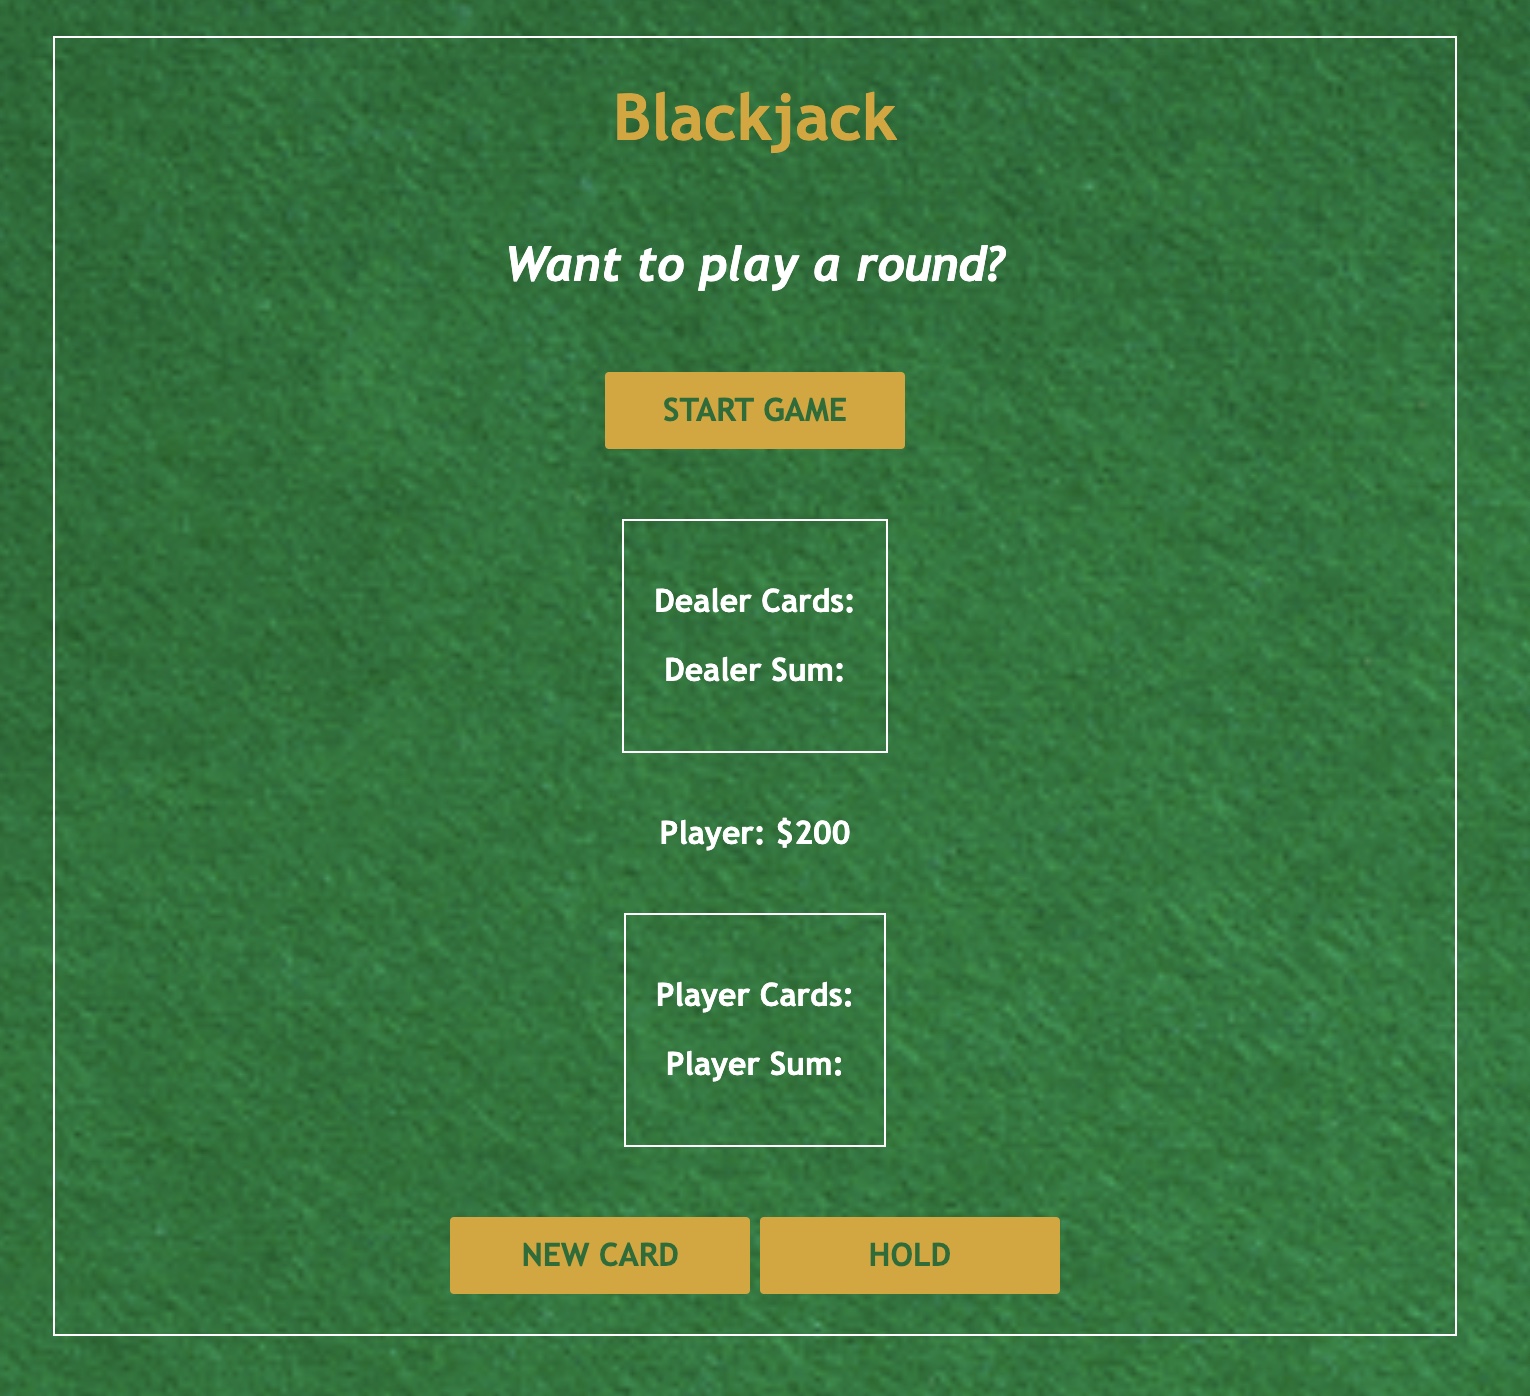 Blackjack
Want to play a round?
START GAME
Dealer Cards:
Dealer Sum:
Player: $200
Player Cards:
Player Sum:
NEW CARD HOLD